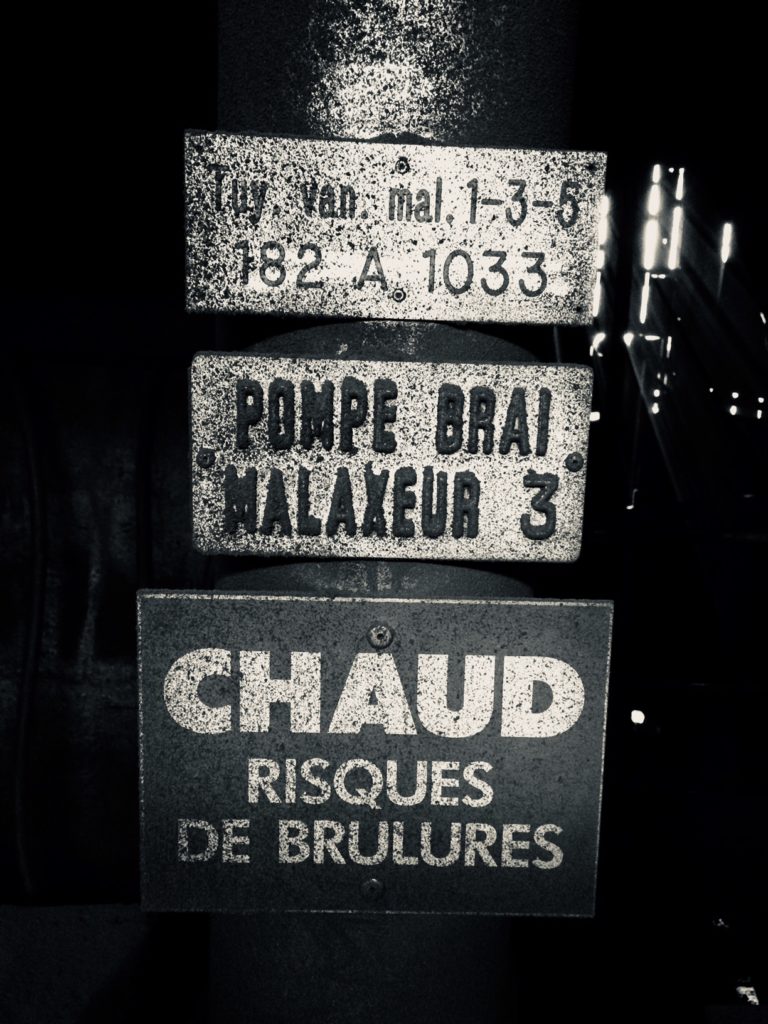 Tuy. van. mal. 1-3-5
182 A 1033
POMPE BRAI
MALAXEUR 3
CHAUD
RISQUES
DE BRULURES